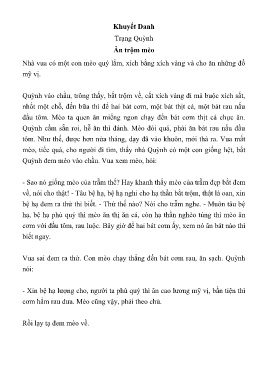 Khuyết Danh
Trạng Quỳnh
Ăn trộm mèo
Nhà vua có một con mèo quý lắm, xích bằng xích vàng và cho ăn những đồ
mỹ vị.
Quỳnh vào chầu, trông thấy, bắt trộm về, cất xích vàng đi mà buộc xích sắt,
nhốt một chỗ, đến bữa thì để hai bát cơm, một bát thịt cá, một bát rau nấu
đầu tôm. Mèo ta quen ăn miếng ngon chạy đến bát cơm thịt cá chực ăn.
Quỳnh cầm sẵn roi, hễ ăn thì đánh. Mèo đói quá, phải ăn bát rau nấu đầu
tôm. Như thế, được hơn nửa tháng, dạy đã vào khuôn, mới thả ra. Vua mất
mèo, tiếc quá, cho người đi tìm, thấy nhà Quỳnh có một con giống hệt, bắt
Quỳnh đem mèo vào chầu. Vua xem mèo, hỏi:
- Sao nó giống mèo của trẫm thế? Hay khanh thấy mèo của trẫm đẹp bắt đem
về, nói cho thật! - Tâu bệ hạ, bệ hạ nghi cho hạ thần bắt trộm, thật là oan, xin
bệ hạ đem ra thử thì biết. - Thử thế nào? Nói cho trẫm nghe. - Muôn tâu bệ
hạ, bệ hạ phú quý thì mèo ăn thị ăn cá, còn hạ thần nghèo túng thì mèo ăn
cơm với đầu tôm, rau luộc. Bây giờ để hai bát cơm ấy, xem nó ăn bát nào thì
biết ngay.
Vua sai đem ra thử. Con mèo chạy thẳng đến bát cơm rau, ăn sạch. Quỳnh
nói:
- Xin bệ hạ lượng cho, người ta phú quý thì ăn cao lương mỹ vị, bần tiện thì
cơm hẩm rau dưa. Mèo cũng vậy, phải theo chủ.
Rồi lạy tạ đem mèo về.